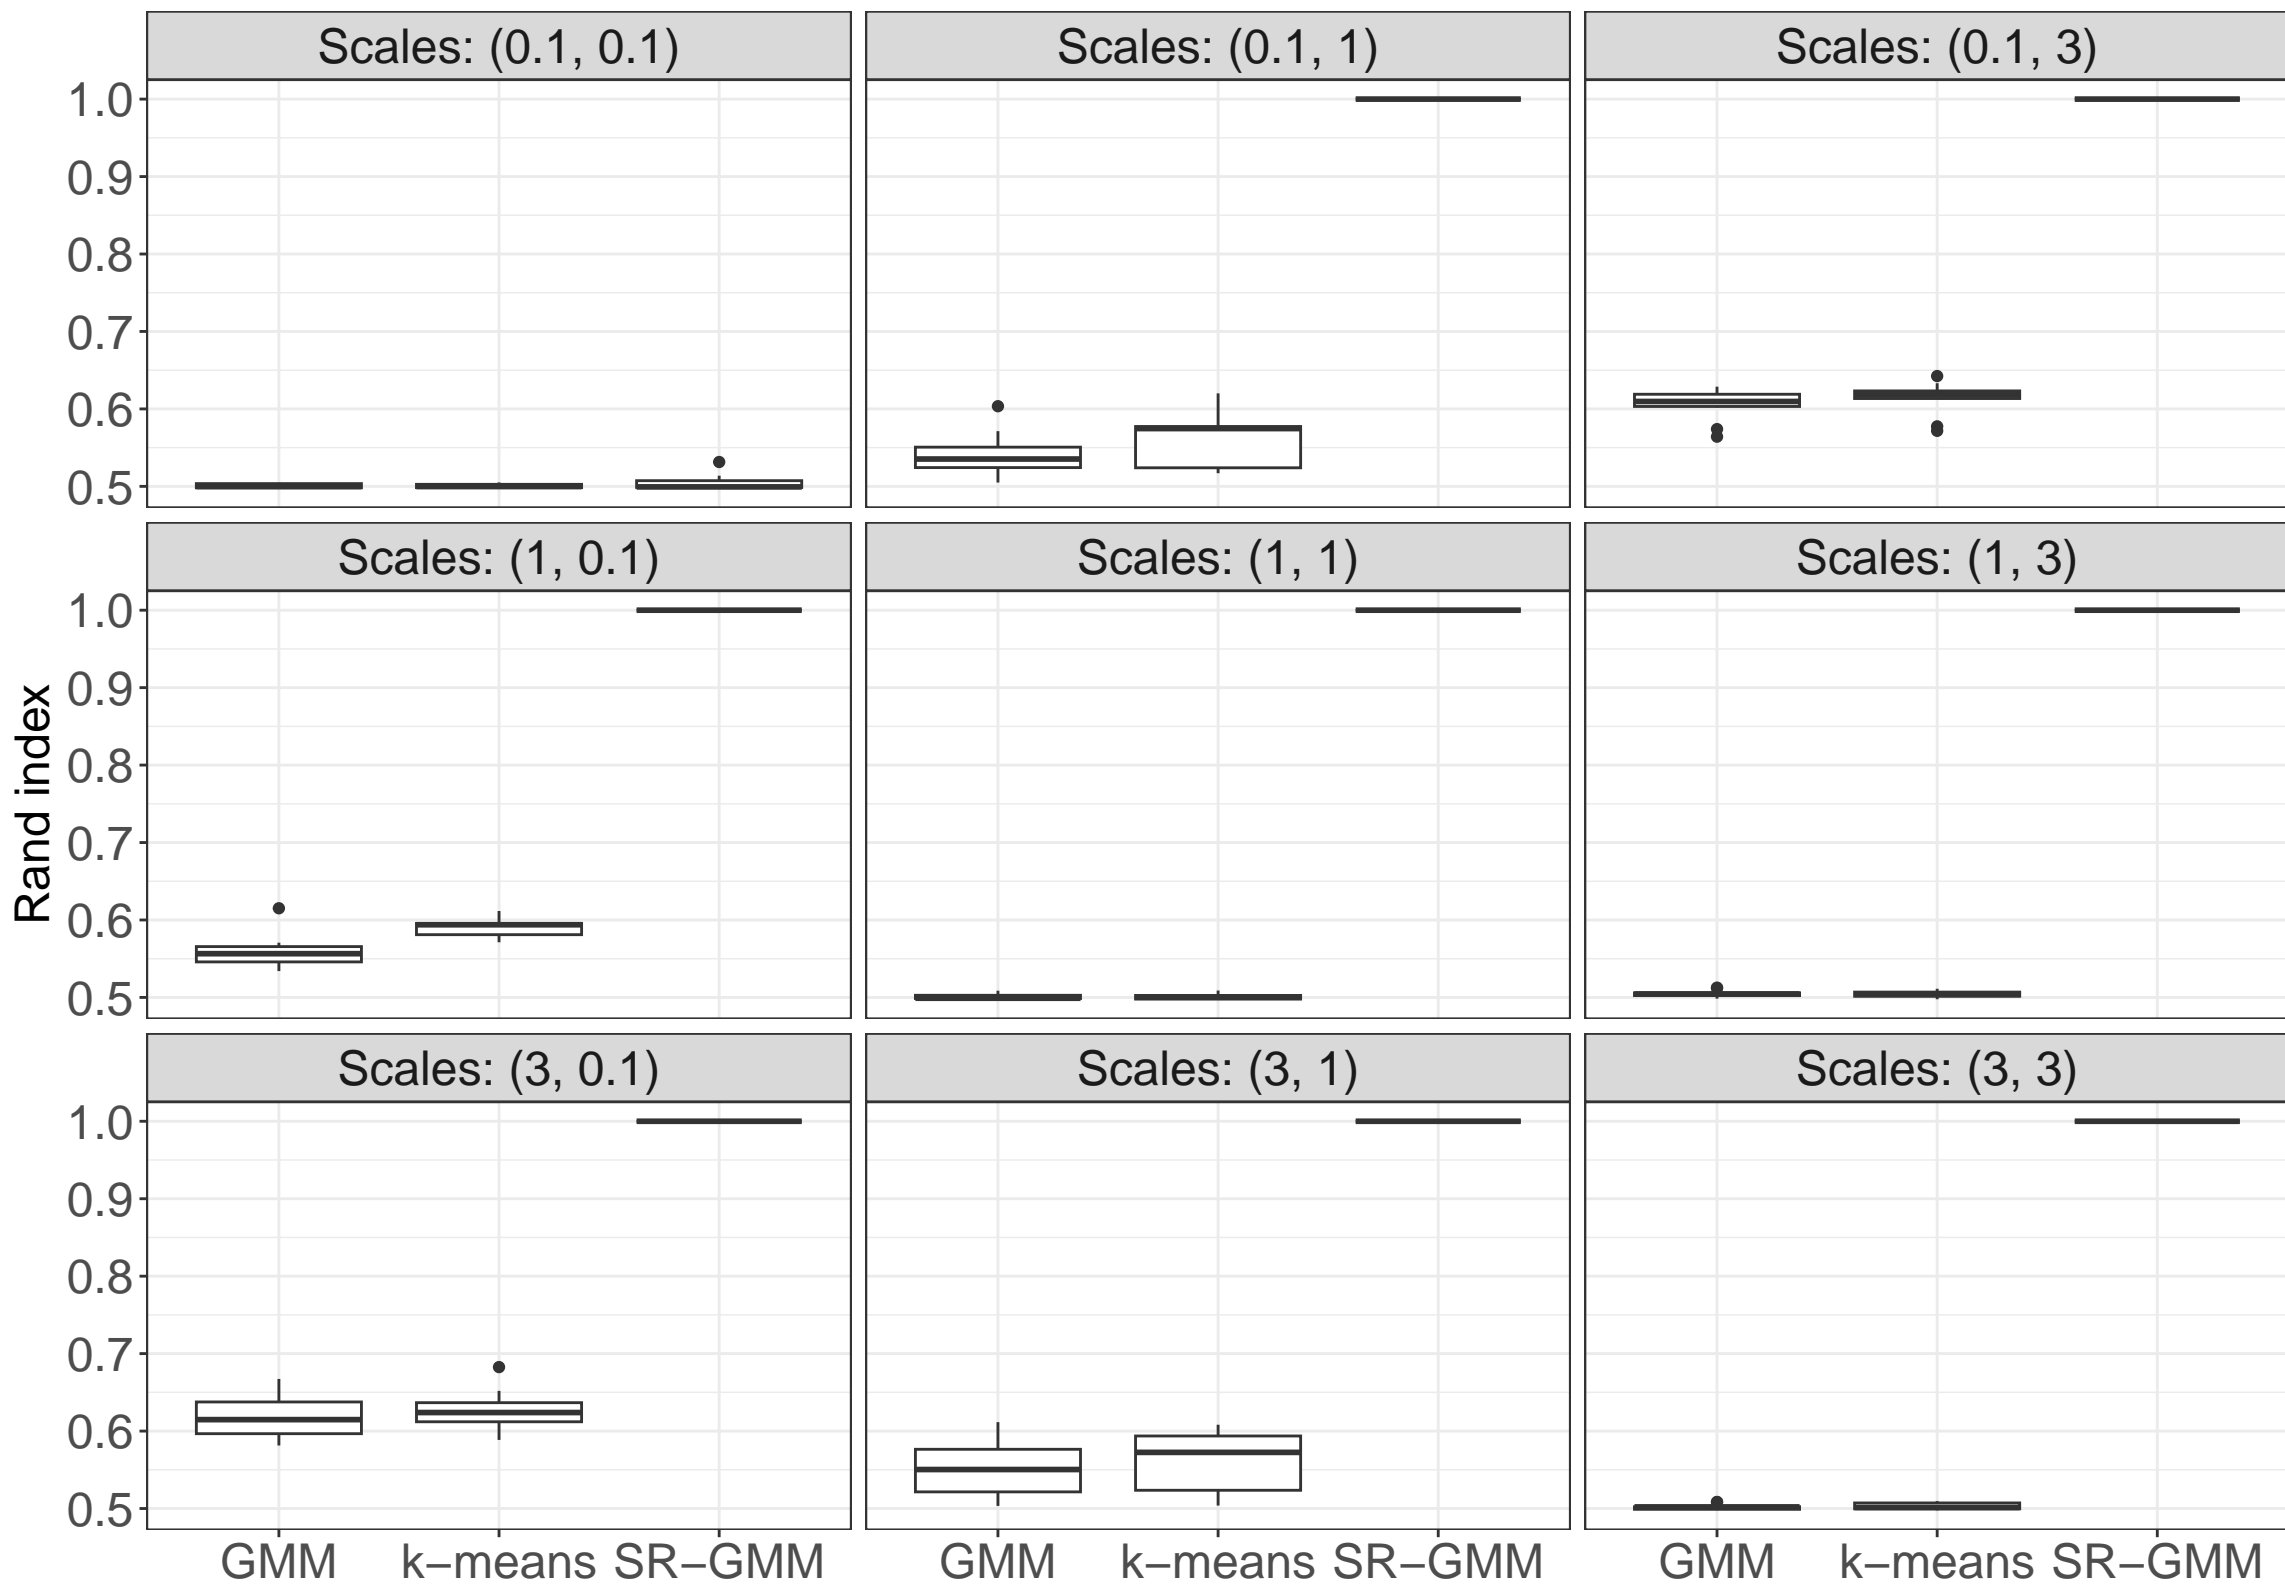 Scales: (0.1, 0.1)
Scales: (0.1, 1)
Scales: (0.1, 3)
1.0
0.9
0.8
0.7
0.6
0.5
Scales: (1, 0.1)
Scales: (1, 1)
Scales: (1, 3)
1.0
0.9
0.8
0.7
0.6
0.5
Rand index
Scales: (3, 0.1)
Scales: (3, 1)
Scales: (3, 3)
1.0
0.9
0.8
0.7
0.6
0.5
GMM k−means SR−GMM
GMM k−means SR−GMM
GMM k−means SR−GMM